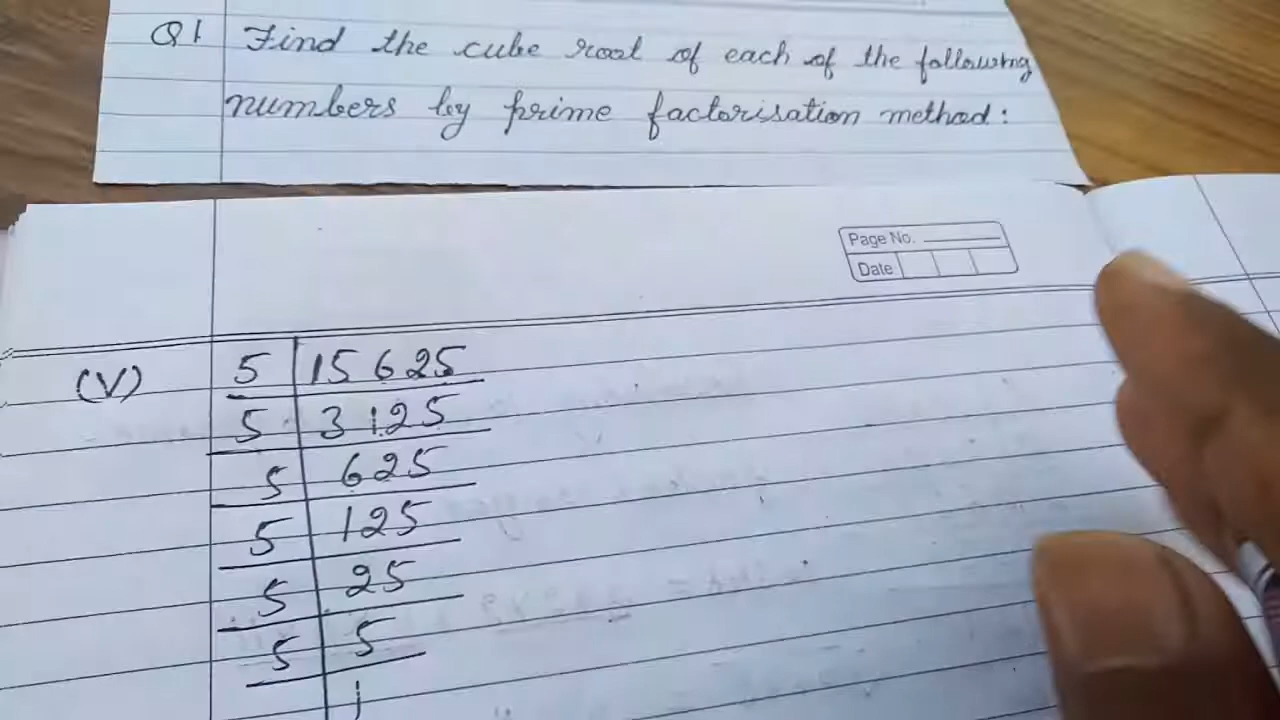 Q1 Find the cube root of each of the following
numbers by prime factorisation method:
Page No.
Date
(V) 5 15625
5 3125
5 625
5 125
5 25
5 5
1